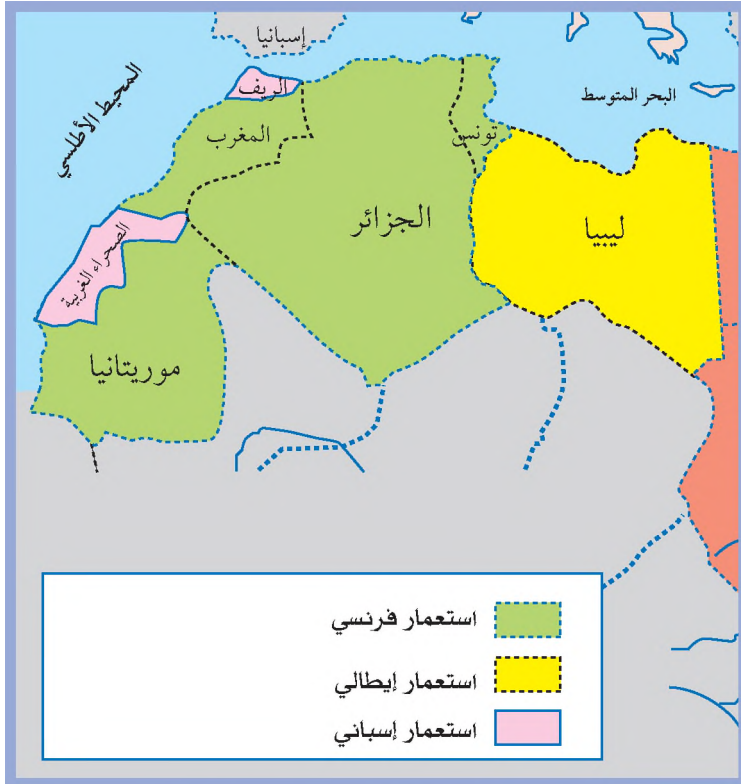 إسبانيا
المحيط الأطلسي
البحر المتوسط
الريف
المغرب
تونس
الجزائر
ليبيا
الصحراء الغربية
موريتانيا
استعمار فرنسي
استعمار إيطالي
استعمار إسباني